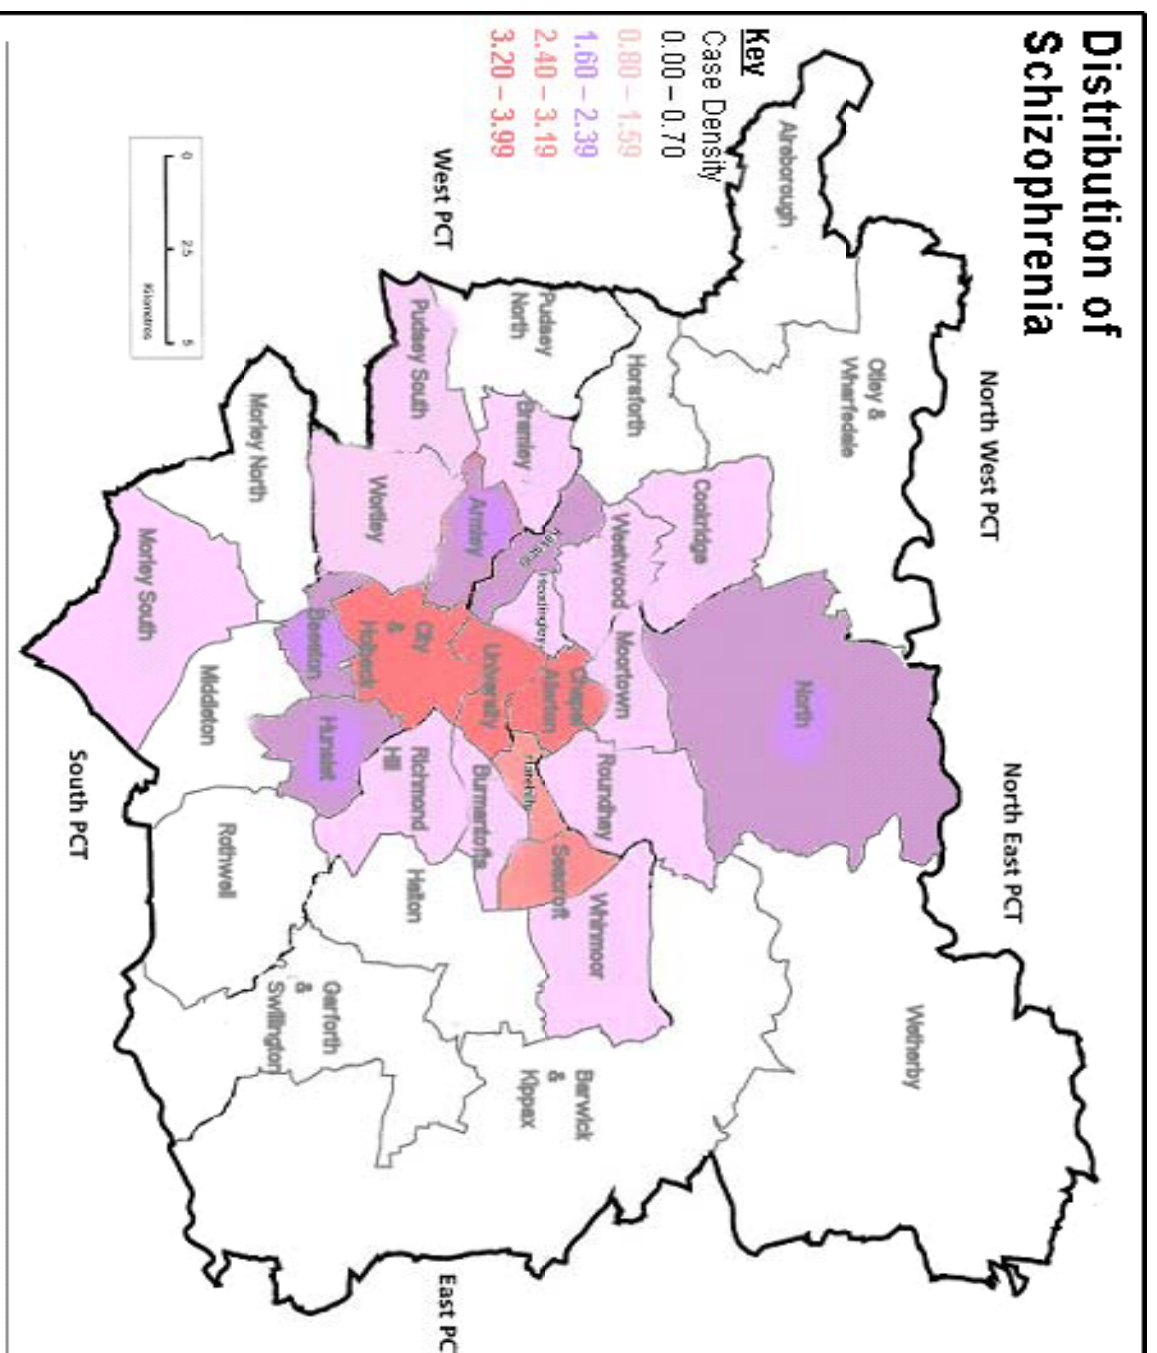 Distribution of
Schizophrenia
Key
Case Density
0.00 – 0.70
0.80 – 1.59
1.60 – 2.39
2.40 – 3.19
3.20 – 3.99
North West PCT
North East PCT
West PCT
South PCT
East PC
Aireborough
Otley &
Wharfedale
Wetherby
North
Cookridge
Horsforth
Weetwood
Moortown
Roundhay
Whinmoor
Pudsey
North
Bramley
Headingley
Chapel
Allerton
Harehills
Seacroft
Barwick
&
Kippax
Pudsey South
Armley
University
Burmantofts
Wortley
City
&
Holbeck
Richmond
Hill
Halton
Garforth
&
Swillington
Morley North
Beeston
Hunslet
Rothwell
Middleton
Morley South
0 2.5 5
Kilometres